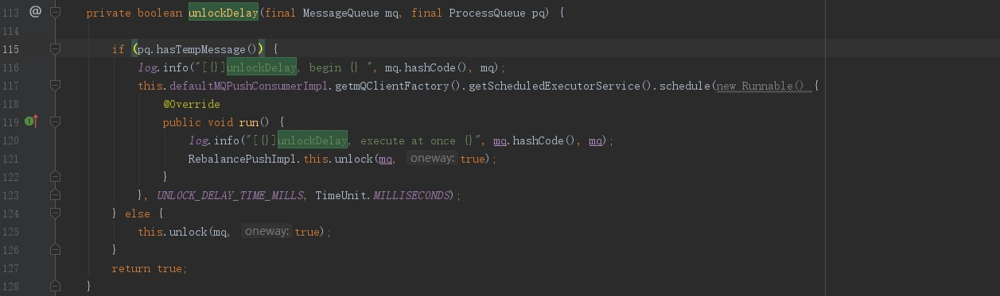 113 @ private boolean unlockDelay(final MessageQueue mq, final ProcessQueue pq) {
114
115 if (pq.hasTempMessage()) {
116 log.info("[{}]unlockDelay, begin {} ", mq.hashCode(), mq);
117 this.defaultMQPushConsumerImpl.getmQClientFactory().getScheduledExecutorService().schedule(new Runnable() {
118 @Override
119 public void run() {
120 log.info("[{}]unlockDelay, execute at once {}", mq.hashCode(), mq);
121 RebalancePushImpl.this.unlock(mq, oneway: true);
122 }
123 }, UNLOCK_DELAY_TIME_MILLS, TimeUnit.MILLISECONDS);
124 } else {
125 this.unlock(mq, oneway: true);
126 }
127 return true;
128 }